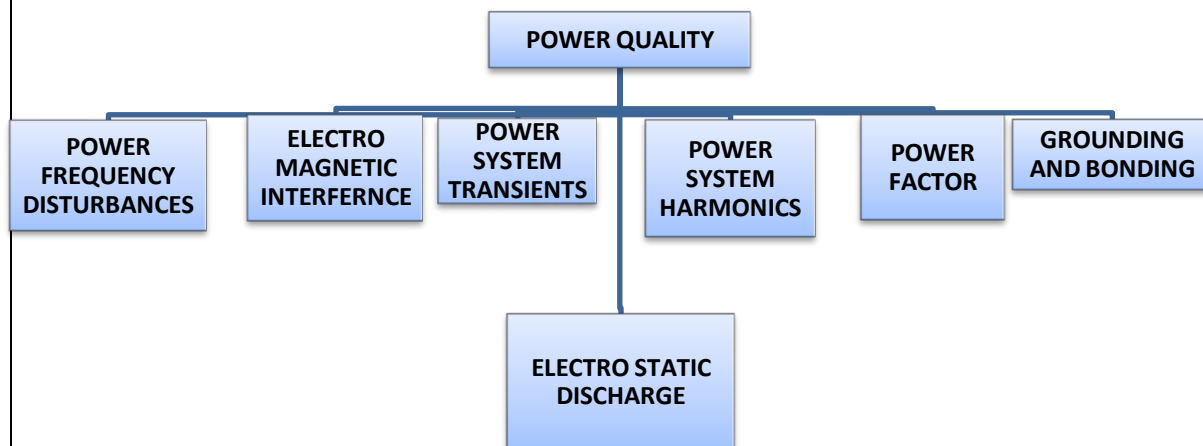 POWER QUALITY
POWER
FREQUENCY
DISTURBANCES
ELECTRO
MAGNETIC
INTERFERNCE
POWER
SYSTEM
TRANSIENTS
POWER
SYSTEM
HARMONICS
POWER
FACTOR
GROUNDING
AND BONDING
ELECTRO STATIC
DISCHARGE